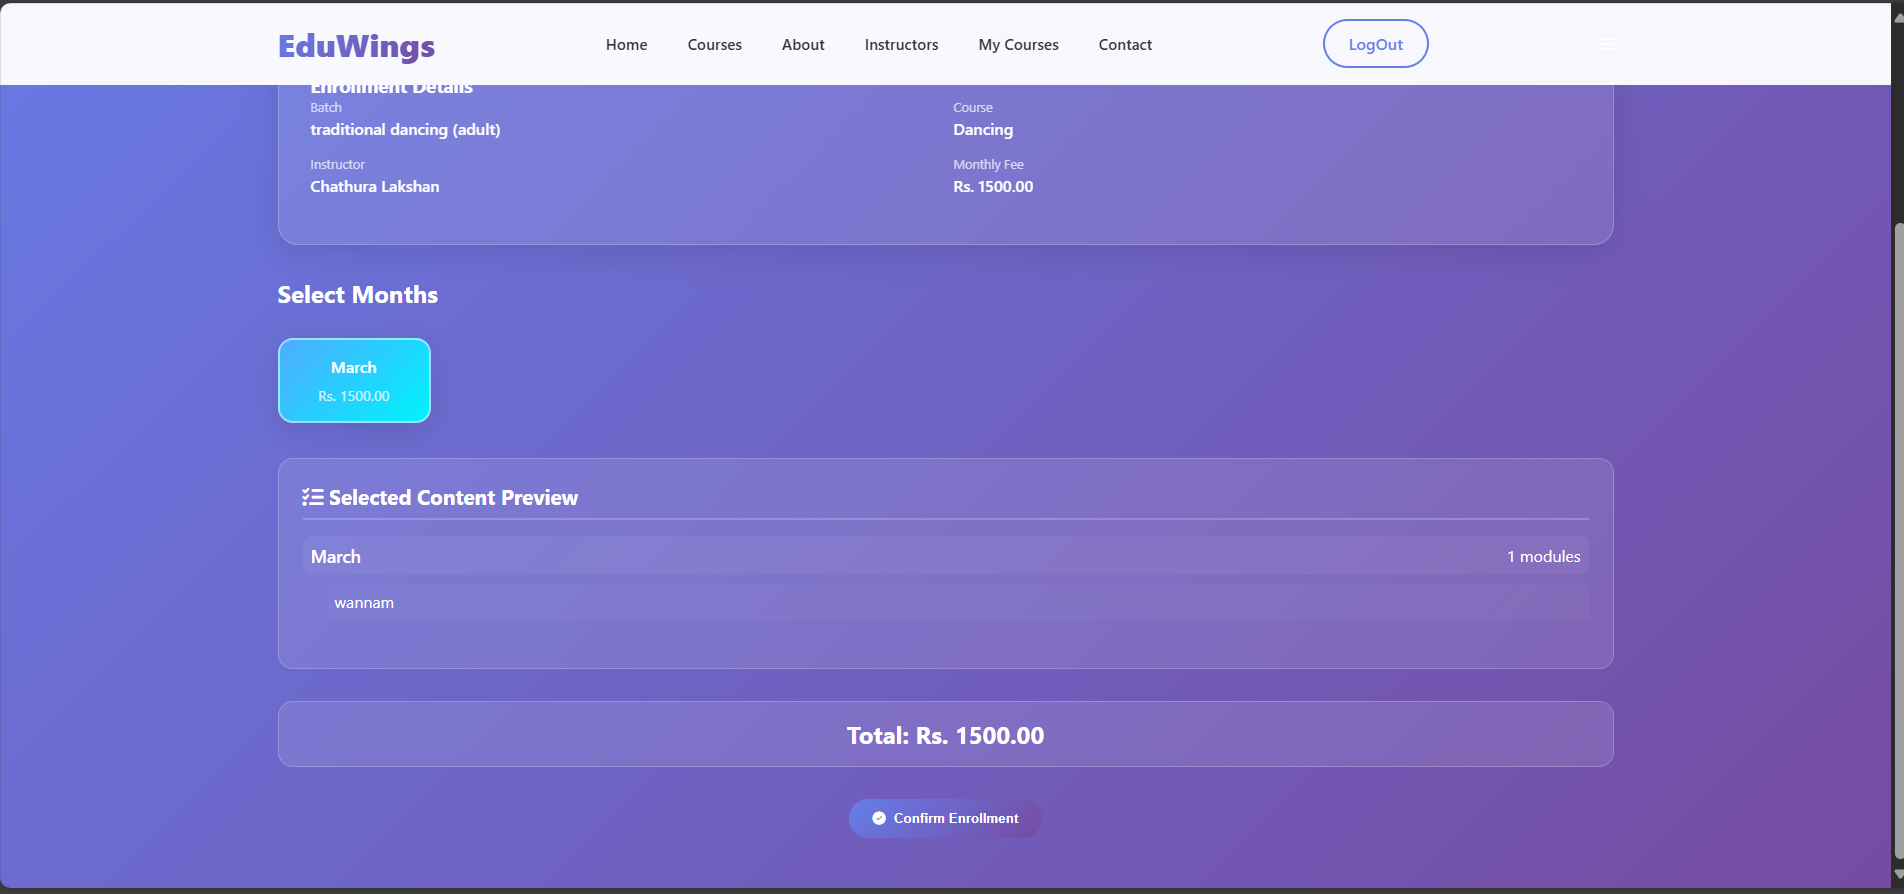 EduWings
Home Courses About Instructors My Courses Contact
LogOut
Enrollment Details
Batch
traditional dancing (adult)
Course
Dancing
Instructor
Chathura Lakshan
Monthly Fee
Rs. 1500.00
Select Months
March
Rs. 1500.00
Selected Content Preview
March 1 modules
wannam
Total: Rs. 1500.00
Confirm Enrollment